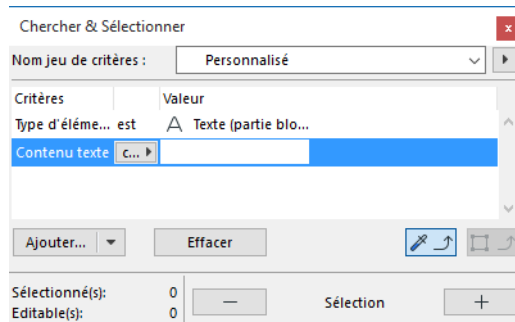 Chercher & Sélectionner
Nom jeu de critères : Personnalisé
Critères Valeur
Type d'éléme... est Texte (partie blo...
Contenu texte c...
Ajouter... Effacer
Sélectionné(s): 0
Editable(s): 0
Sélection